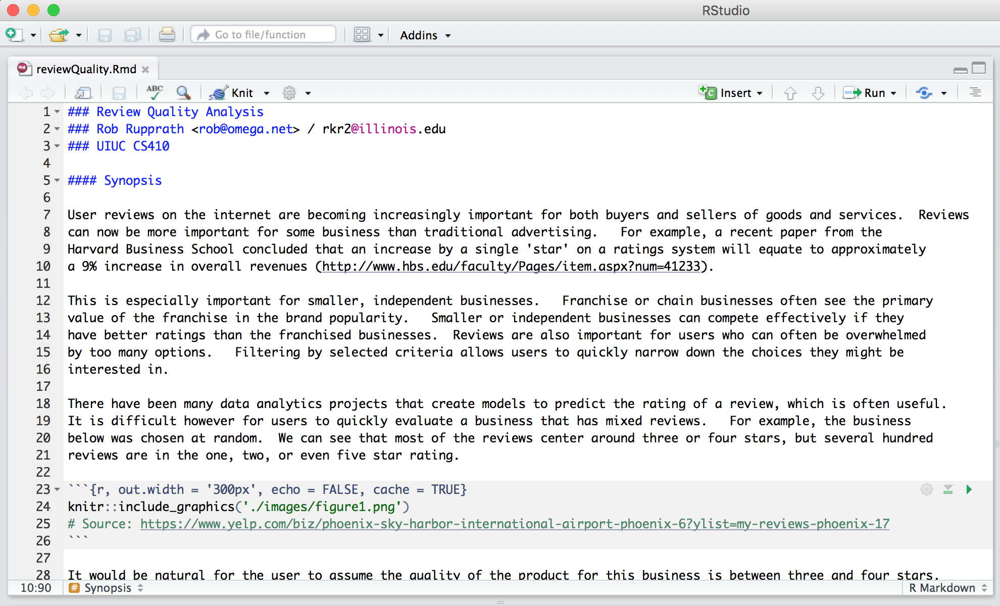 RStudio
Go to file/function
Addins
reviewQuality.Rmd
ABC
Knit
Insert
Run
1 ### Review Quality Analysis
2 ### Rob Rupprath <rob@omega.net> / rkr2@illinois.edu
3 ### UIUC CS410
4
5 #### Synopsis
6
7 User reviews on the internet are becoming increasingly important for both buyers and sellers of goods and services.  Reviews
8 can now be more important for some business than traditional advertising.   For example, a recent paper from the
9 Harvard Business School concluded that an increase by a single 'star' on a ratings system will equate to approximately
10 a 9% increase in overall revenues (http://www.hbs.edu/faculty/Pages/item.aspx?num=41233).
11
12 This is especially important for smaller, independent businesses.   Franchise or chain businesses often see the primary
13 value of the franchise in the brand popularity.   Smaller or independent businesses can compete effectively if they
14 have better ratings than the franchised businesses.  Reviews are also important for users who can often be overwhelmed
15 by too many options.   Filtering by selected criteria allows users to quickly narrow down the choices they might be
16 interested in.
17
18 There have been many data analytics projects that create models to predict the rating of a review, which is often useful.
19 It is difficult however for users to quickly evaluate a business that has mixed reviews.   For example, the business
20 below was chosen at random.  We can see that most of the reviews center around three or four stars, but several hundred
21 reviews are in the one, two, or even five star rating.
22
23 ```{r, out.width = '300px', echo = FALSE, cache = TRUE}
24 knitr::include_graphics('./images/figure1.png')
25 # Source: https://www.yelp.com/biz/phoenix-sky-harbor-international-airport-phoenix-6?ylist=my-reviews-phoenix-17
26 ```
27
28 It would be natural for the user to assume the quality of the product for this business is between three and four stars.
10:90 # Synopsis
R Markdown